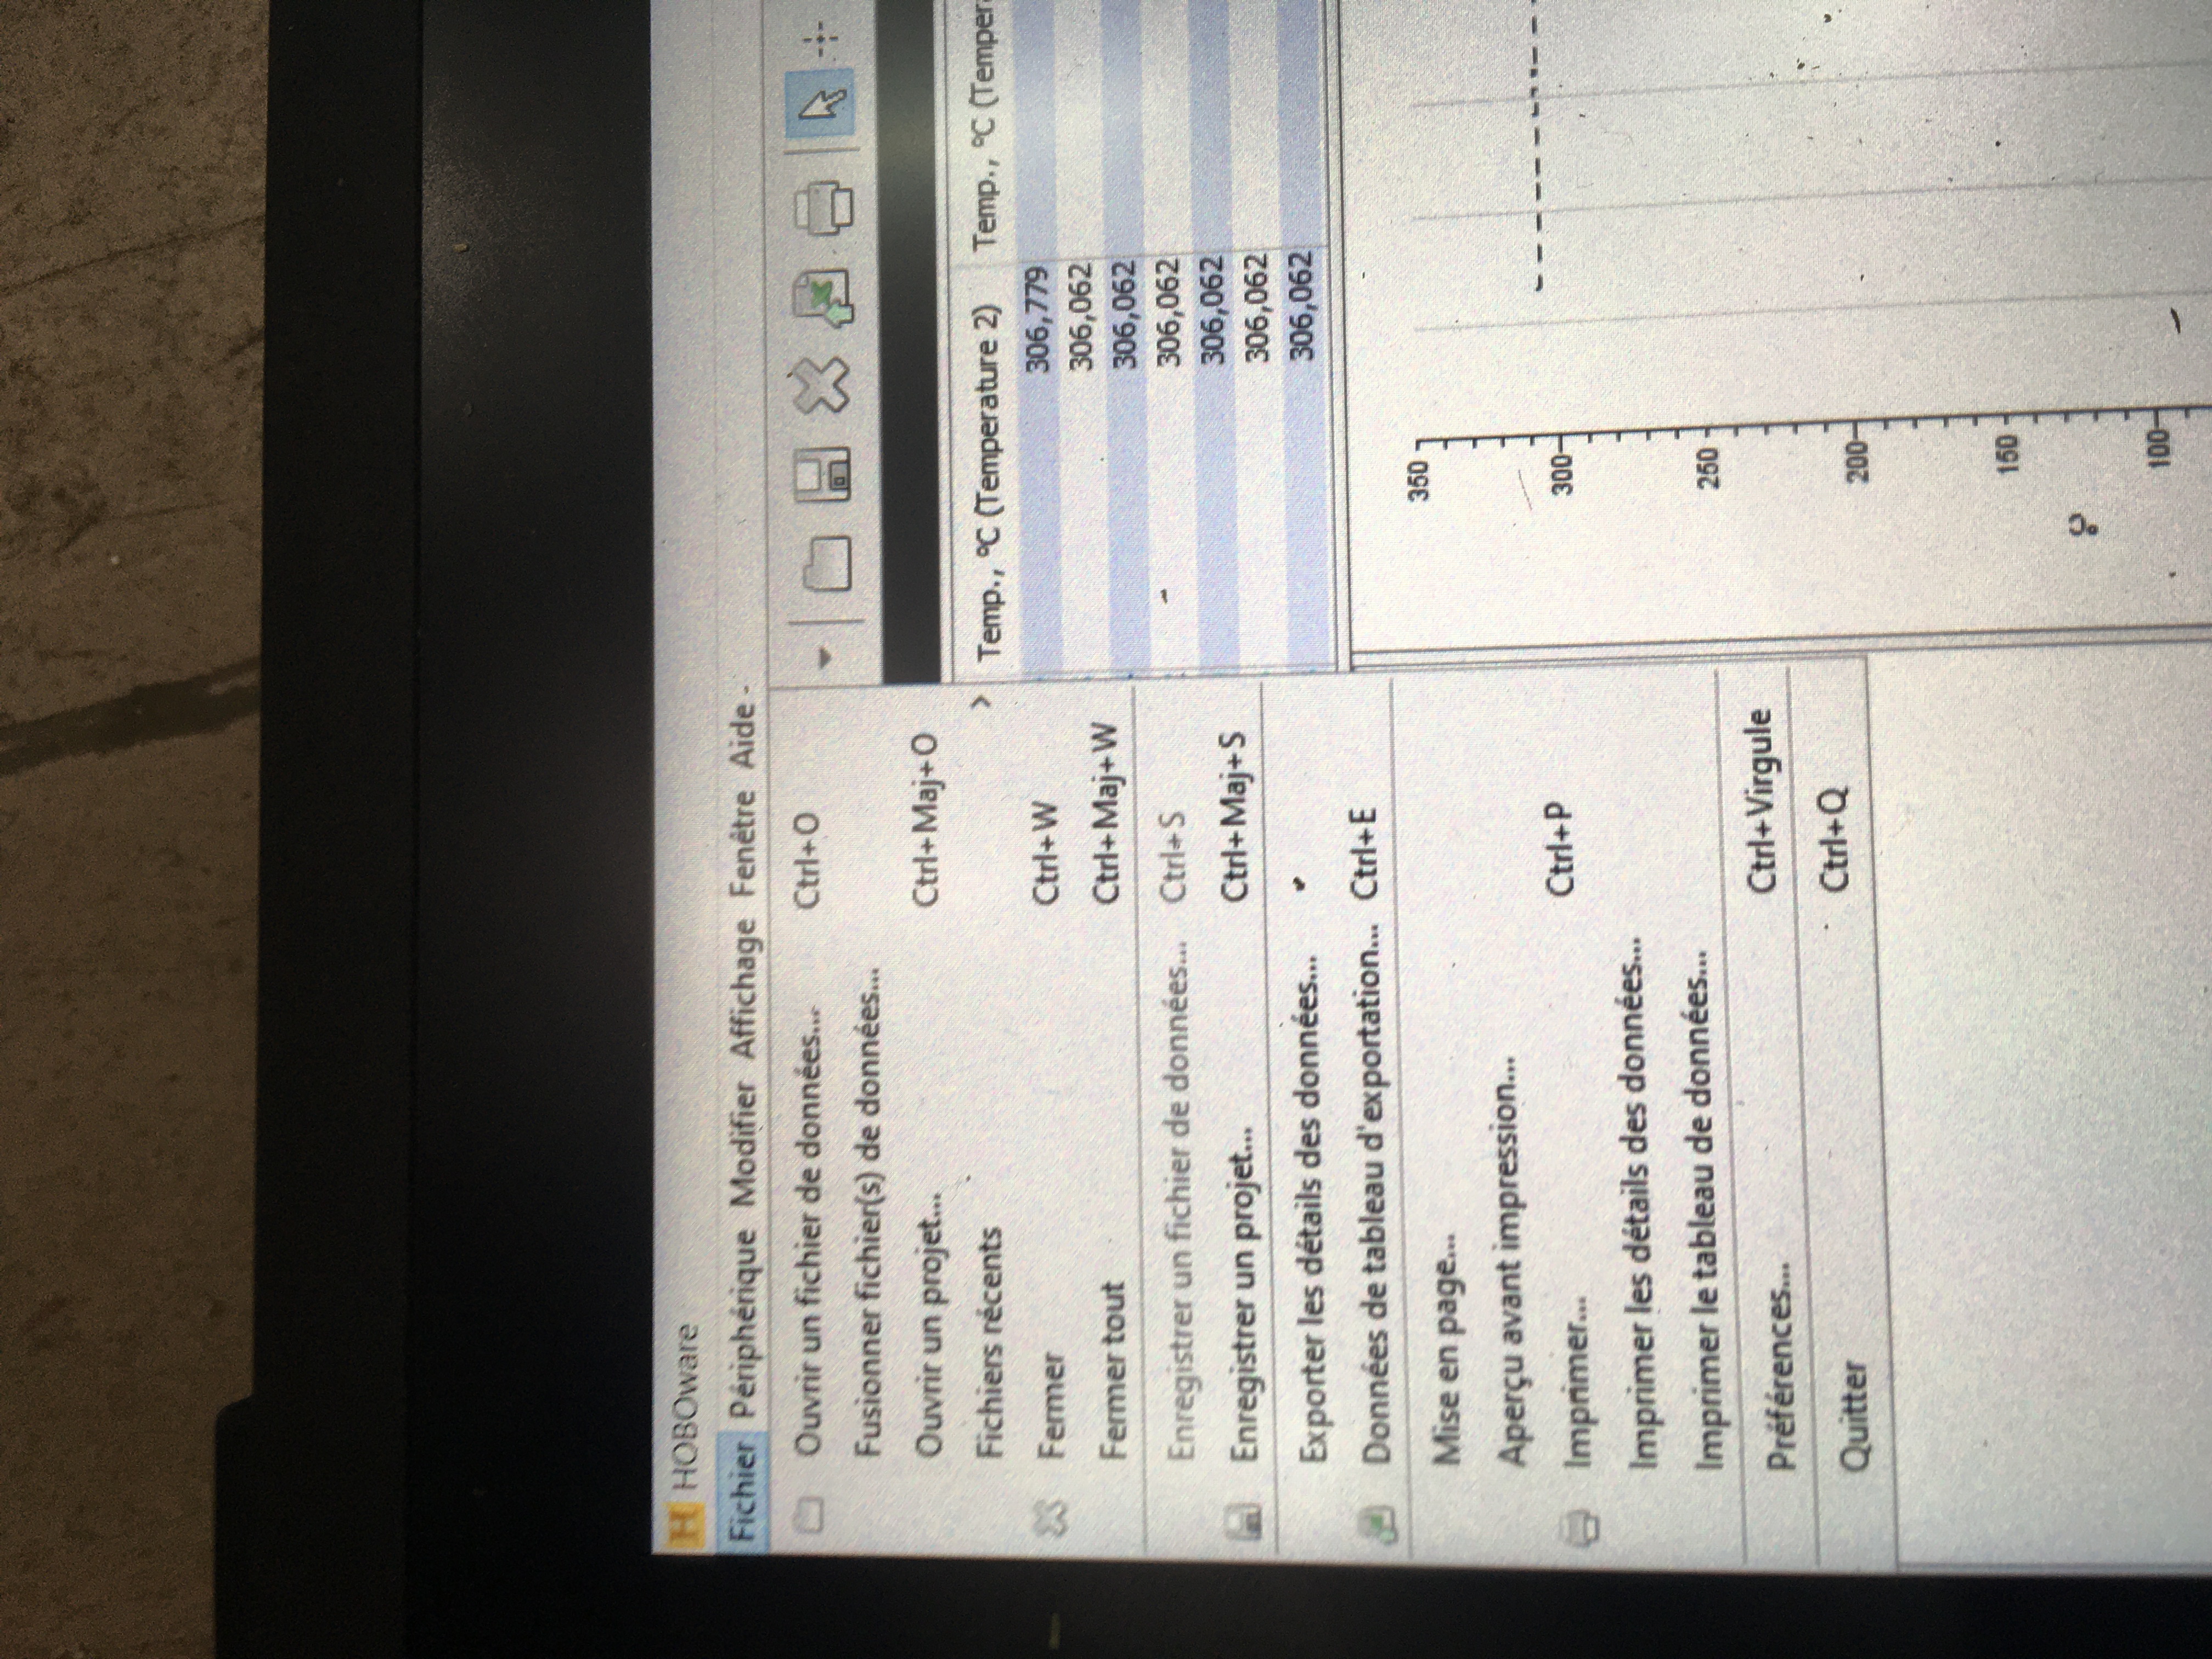 HOBOware
Fichier Périphérique Modifier Affichage Fenêtre Aide
Ouvrir un fichier de données... Ctrl+O
Fusionner fichier(s) de données...
Ouvrir un projet... Ctrl+Maj+O
Fichiers récents >
Fermer Ctrl+W
Fermer tout Ctrl+Maj+W
Enregistrer un fichier de données... Ctrl+S
Enregistrer un projet... Ctrl+Maj+S
Exporter les détails des données...
Données de tableau d'exportation... Ctrl+E
Mise en page...
Aperçu avant impression...
Imprimer... Ctrl+P
Imprimer les détails des données...
Imprimer le tableau de données...
Préférences... Ctrl+Virgule
Quitter Ctrl+Q
Temp., °C (Temperature 2) Temp., °C (Temper
306,779
306,062
306,062
306,062
306,062
306,062
306,062
350
300
250
200
150
°C
100